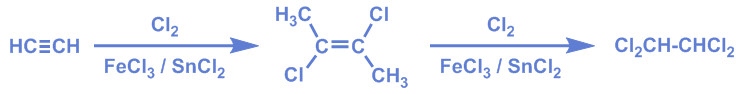 HC≡CH
Cl2
FeCl3 / SnCl2
H3C
Cl
C=C
Cl
CH3
Cl2
FeCl3 / SnCl2
Cl2CH-CHCl2